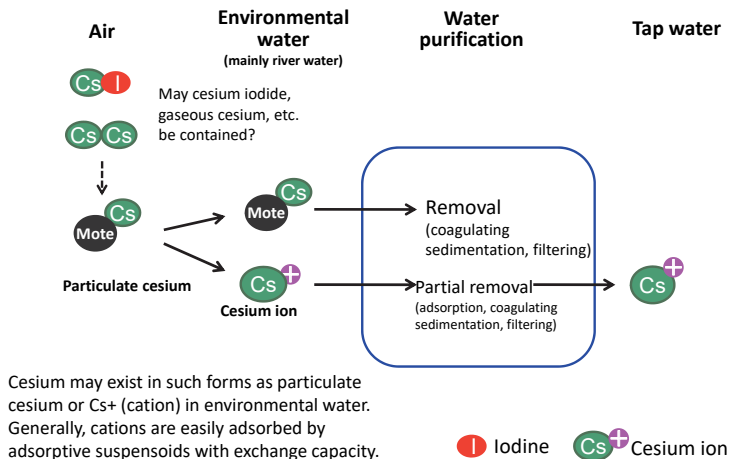 Air
Environmental
water
(mainly river water)
Water
purification
Tap water
Cs I
May cesium iodide,
gaseous cesium, etc.
be contained?
Cs Cs
Cs
Mote
Particulate cesium
Cs
Mote
Removal
(coagulating
sedimentation, filtering)
Cs +
Cesium ion
Partial removal
(adsorption, coagulating
sedimentation, filtering)
Cs +
Cesium may exist in such forms as particulate
cesium or Cs+ (cation) in environmental water.
Generally, cations are easily adsorbed by
adsorptive suspensoids with exchange capacity.
I Iodine
Cs + Cesium ion